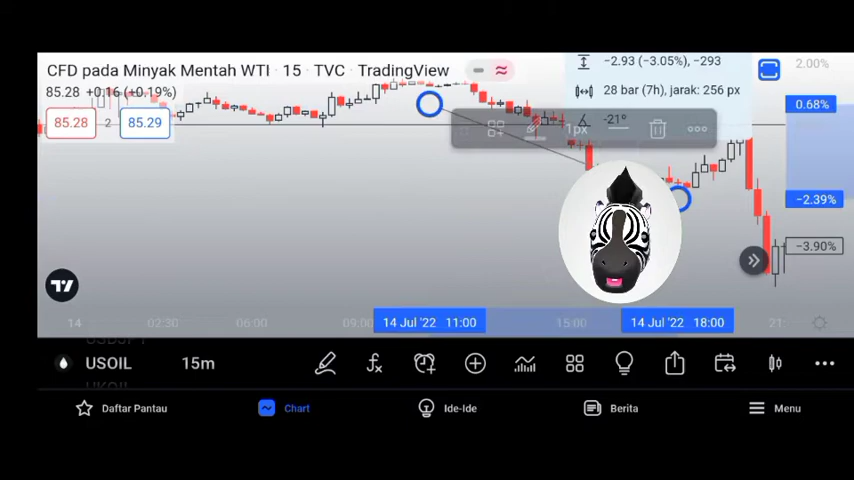 CFD pada Minyak Mentah WTI · 15 · TVC · TradingView
85.28 +0.16 (+0.19%)
85.28 2 85.29
−2.93 (−3.05%), −293
28 bar (7h), jarak: 256 px
-21º
1px
2.00%
0.68%
−2.39%
−3.90%
14 02:30 06:00 09:00 14 Jul '22 11:00 15:00 14 Jul '22 18:00 21:
USDJPY
USOIL 15m
UKOIL
Daftar Pantau Chart Ide-Ide Berita Menu